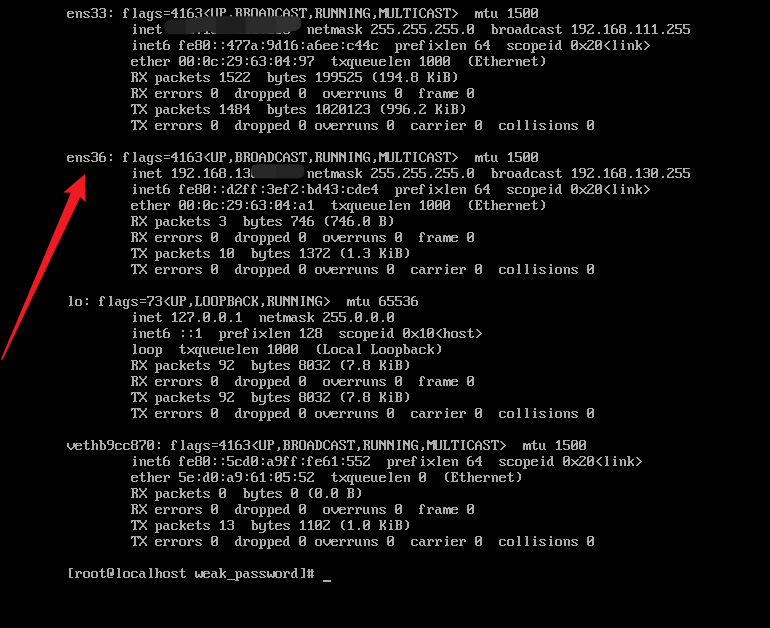 ens33: flags=4163<UP,BROADCAST,RUNNING,MULTICAST>  mtu 1500
inet netmask 255.255.255.0  broadcast 192.168.111.255
inet6 fe80::477a:9d16:a6ee:c44c  prefixlen 64  scopeid 0x20<link>
ether 00:0c:29:63:04:97  txqueuelen 1000  (Ethernet)
RX packets 1522  bytes 199525 (194.8 KiB)
RX errors 0  dropped 0  overruns 0  frame 0
TX packets 1484  bytes 1020123 (996.2 KiB)
TX errors 0  dropped 0 overruns 0  carrier 0  collisions 0
ens36: flags=4163<UP,BROADCAST,RUNNING,MULTICAST>  mtu 1500
inet 192.168.13 netmask 255.255.255.0  broadcast 192.168.130.255
inet6 fe80::d2ff:3ef2:bd43:cde4  prefixlen 64  scopeid 0x20<link>
ether 00:0c:29:63:04:a1  txqueuelen 1000  (Ethernet)
RX packets 3  bytes 746 (746.0 B)
RX errors 0  dropped 0  overruns 0  frame 0
TX packets 10  bytes 1372 (1.3 KiB)
TX errors 0  dropped 0 overruns 0  carrier 0  collisions 0
lo: flags=73<UP,LOOPBACK,RUNNING>  mtu 65536
inet 127.0.0.1  netmask 255.0.0.0
inet6 ::1  prefixlen 128  scopeid 0x10<host>
loop  txqueuelen 1000  (Local Loopback)
RX packets 92  bytes 8032 (7.8 KiB)
RX errors 0  dropped 0  overruns 0  frame 0
TX packets 92  bytes 8032 (7.8 KiB)
TX errors 0  dropped 0 overruns 0  carrier 0  collisions 0
vethb9cc870: flags=4163<UP,BROADCAST,RUNNING,MULTICAST>  mtu 1500
inet6 fe80::5cd0:a9ff:fe61:552  prefixlen 64  scopeid 0x20<link>
ether 5e:d0:a9:61:05:52  txqueuelen 0  (Ethernet)
RX packets 0  bytes 0 (0.0 B)
RX errors 0  dropped 0  overruns 0  frame 0
TX packets 13  bytes 1102 (1.0 KiB)
TX errors 0  dropped 0 overruns 0  carrier 0  collisions 0
[root@localhost weak_password]# _